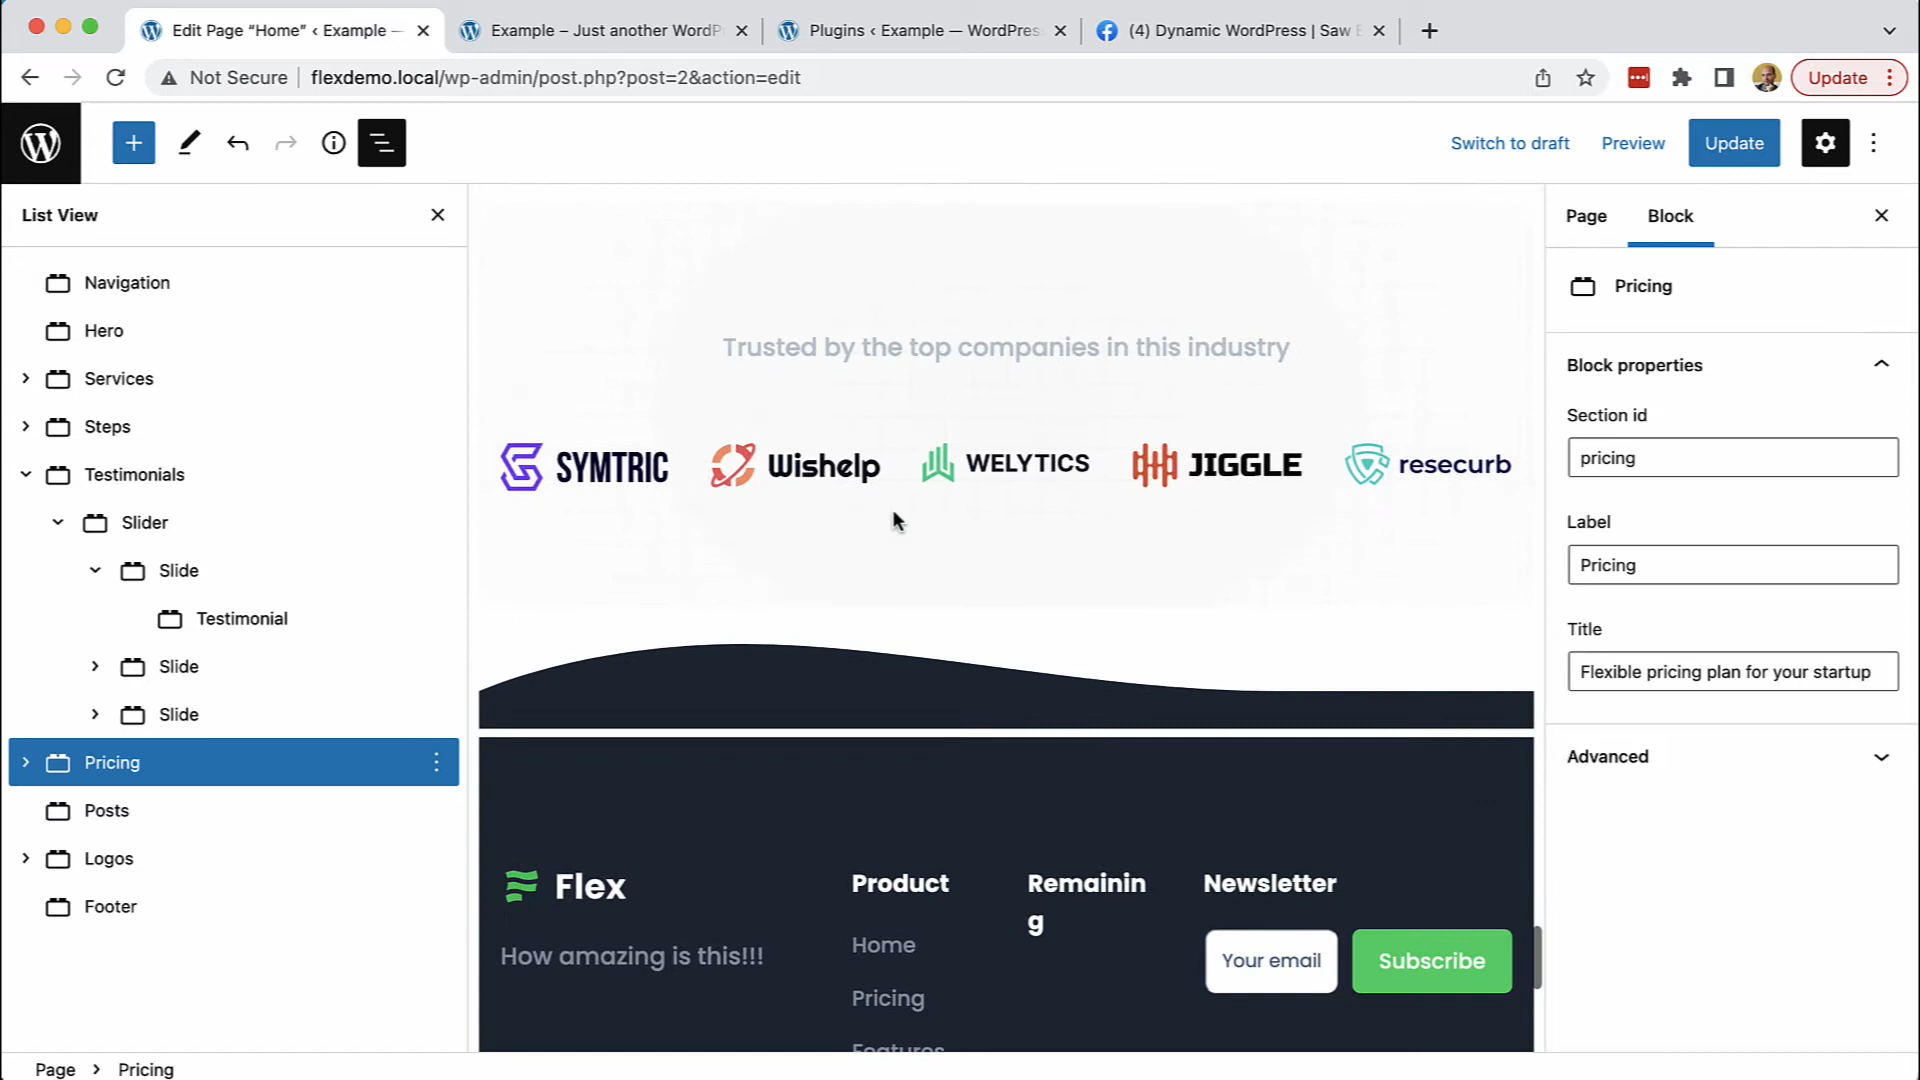 Edit Page “Home” ‹ Example —
Example – Just another WordP
Plugins ‹ Example — WordPres
(4) Dynamic WordPress | Saw
Not Secure
flexdemo.local/wp-admin/post.php?post=2&action=edit
Update
Switch to draft
Preview
Update
List View
Navigation
Hero
Services
Steps
Testimonials
Slider
Slide
Testimonial
Slide
Slide
Pricing
Posts
Logos
Footer
Trusted by the top companies in this industry
SYMTRIC
Wishelp
WELYTICS
JIGGLE
resecurb
Flex
How amazing is this!!!
Product
Home
Pricing
Features
Remainin
g
Newsletter
Your email
Subscribe
Page
Block
Pricing
Block properties
Section id
pricing
Label
Pricing
Title
Flexible pricing plan for your startup
Advanced
Page
Pricing